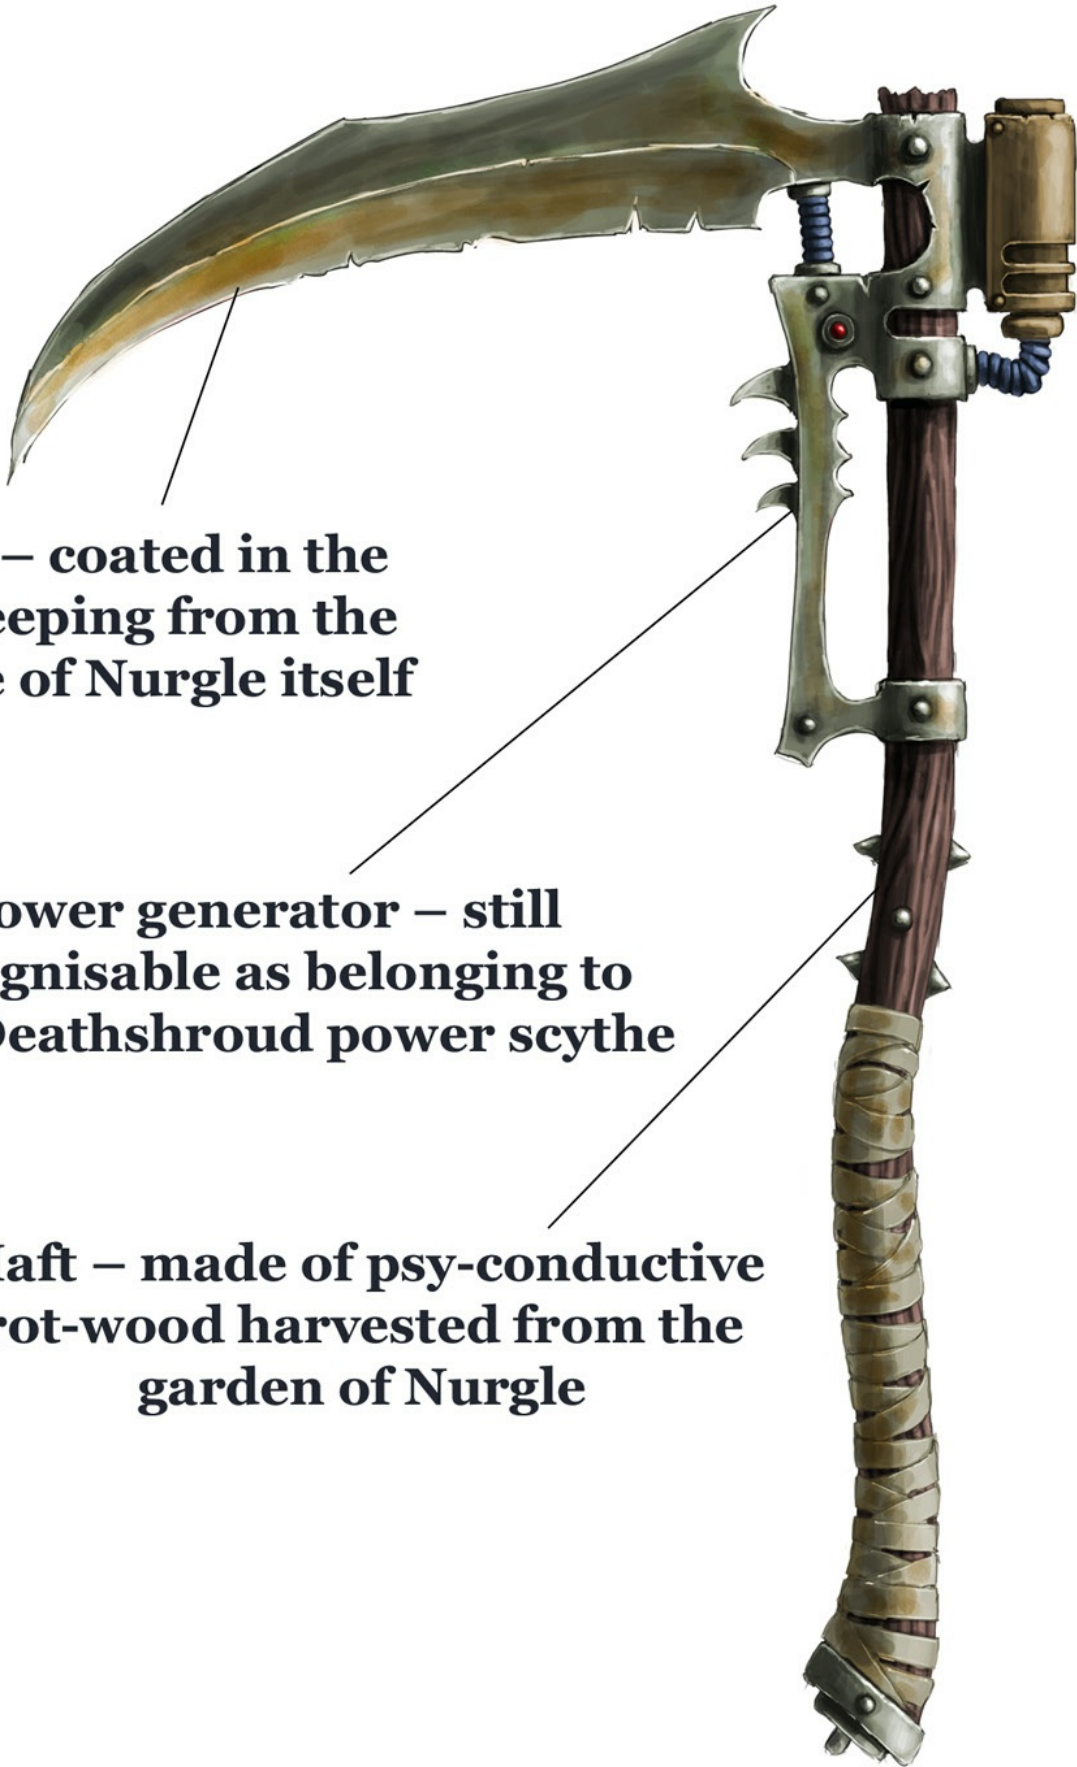 – coated in the
eeping from the
e of Nurgle itself
ower generator – still
gnisable as belonging to
Deathshroud power scythe
aft – made of psy-conductive
rot-wood harvested from the
garden of Nurgle